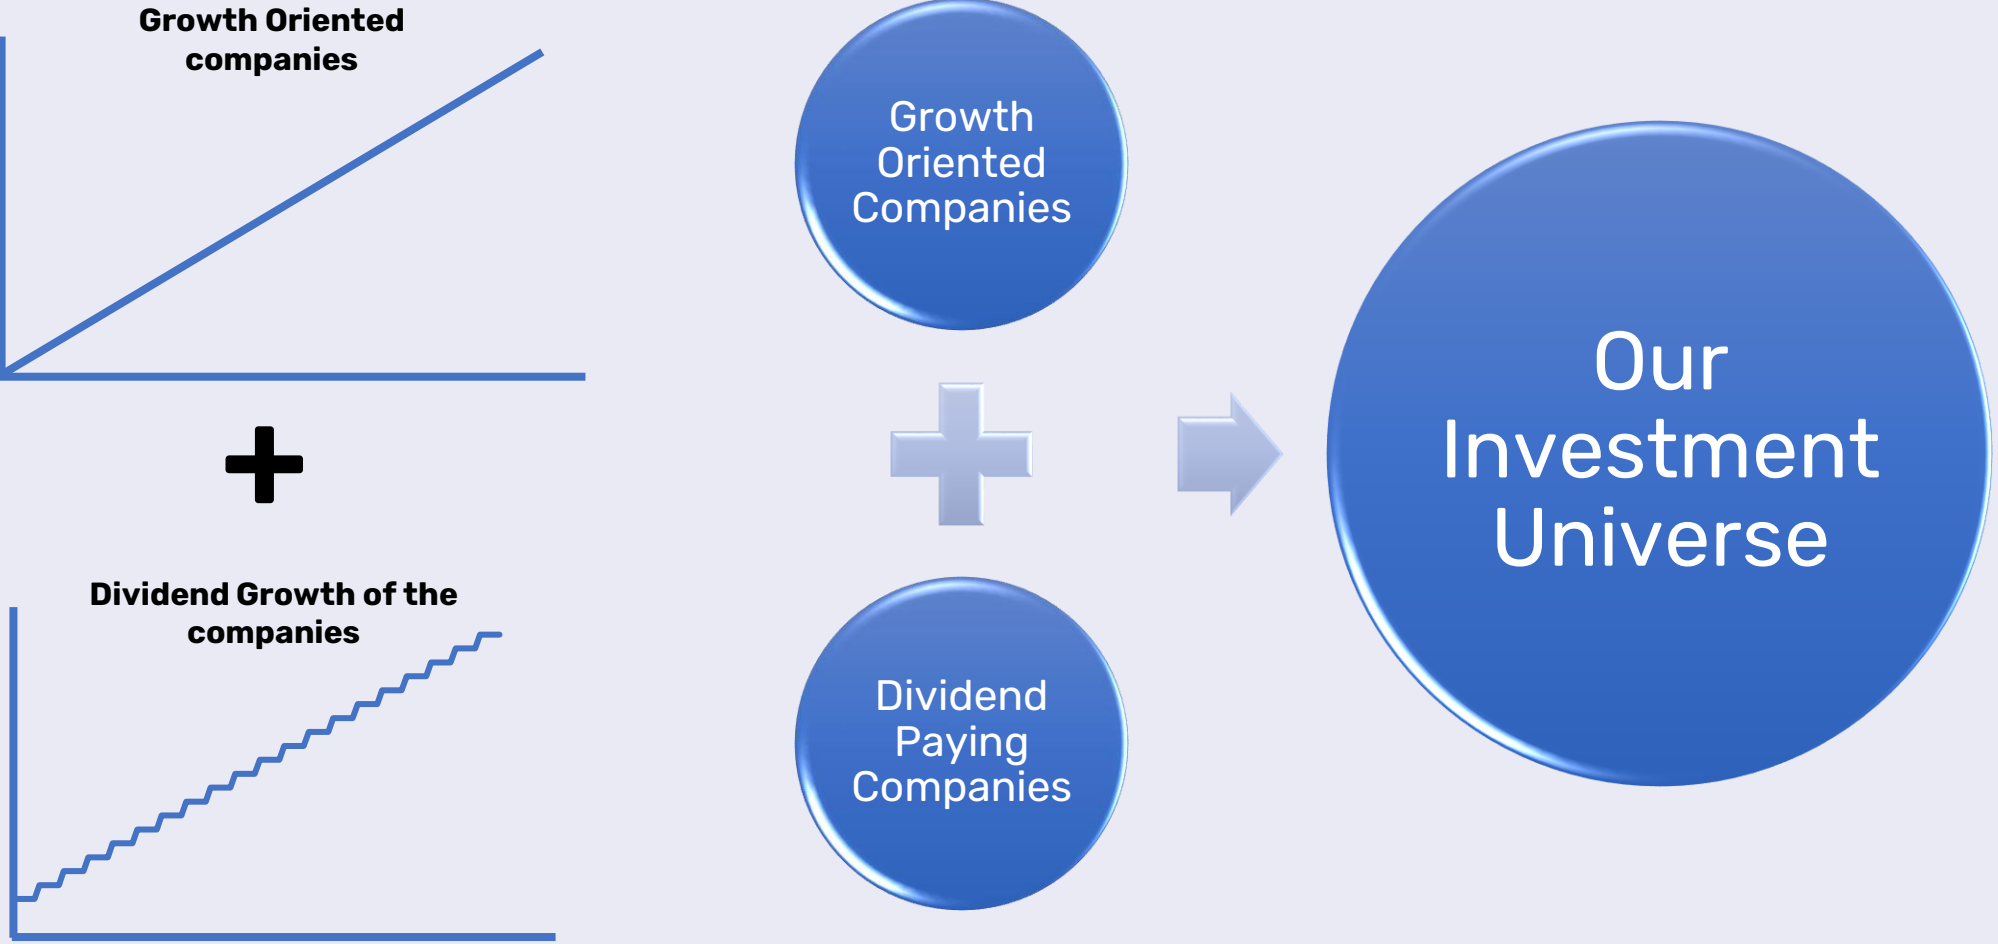 Growth Oriented
companies
Dividend Growth of the
companies
Growth
Oriented
Companies
Dividend
Paying
Companies
Our
Investment
Universe